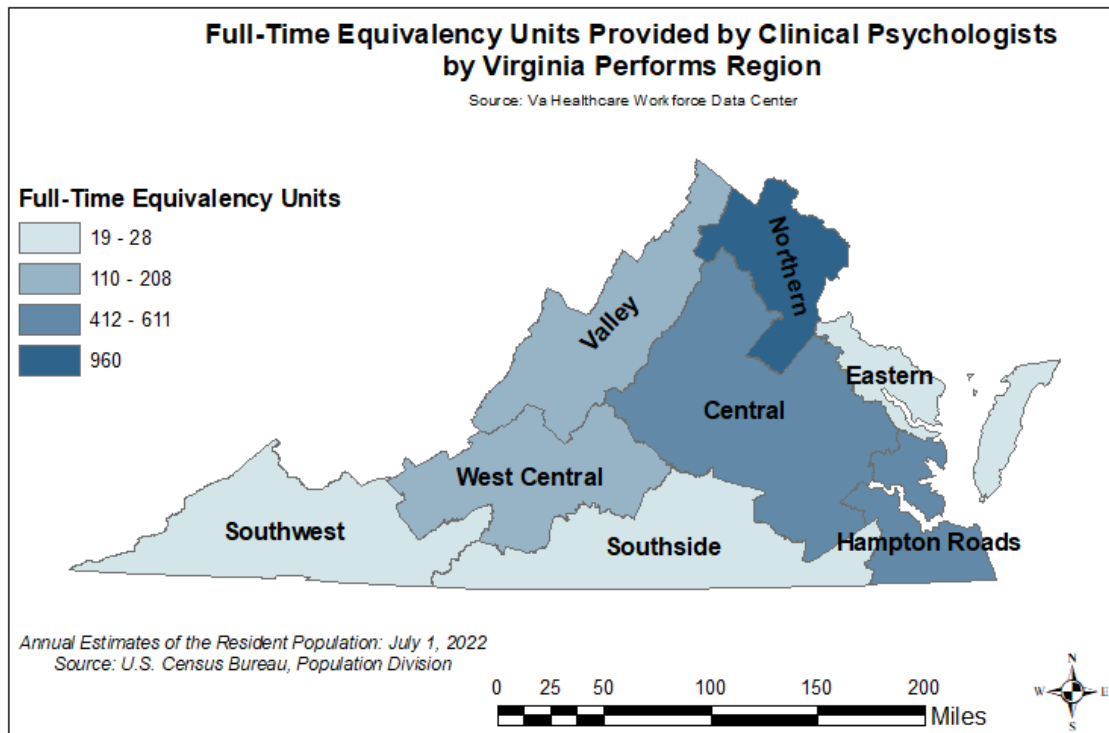 Full-Time Equivalency Units Provided by Clinical Psychologists
by Virginia Performs Region
Source: Va Healthcare Workforce Data Center
Full-Time Equivalency Units
19 - 28
110 - 208
412 - 611
960
Northern
Valley
Eastern
Central
West Central
Southwest
Southside
Hampton Roads
Annual Estimates of the Resident Population: July 1, 2022
Source: U.S. Census Bureau, Population Division
0 25 50 100 150 200
Miles
N
W E
S